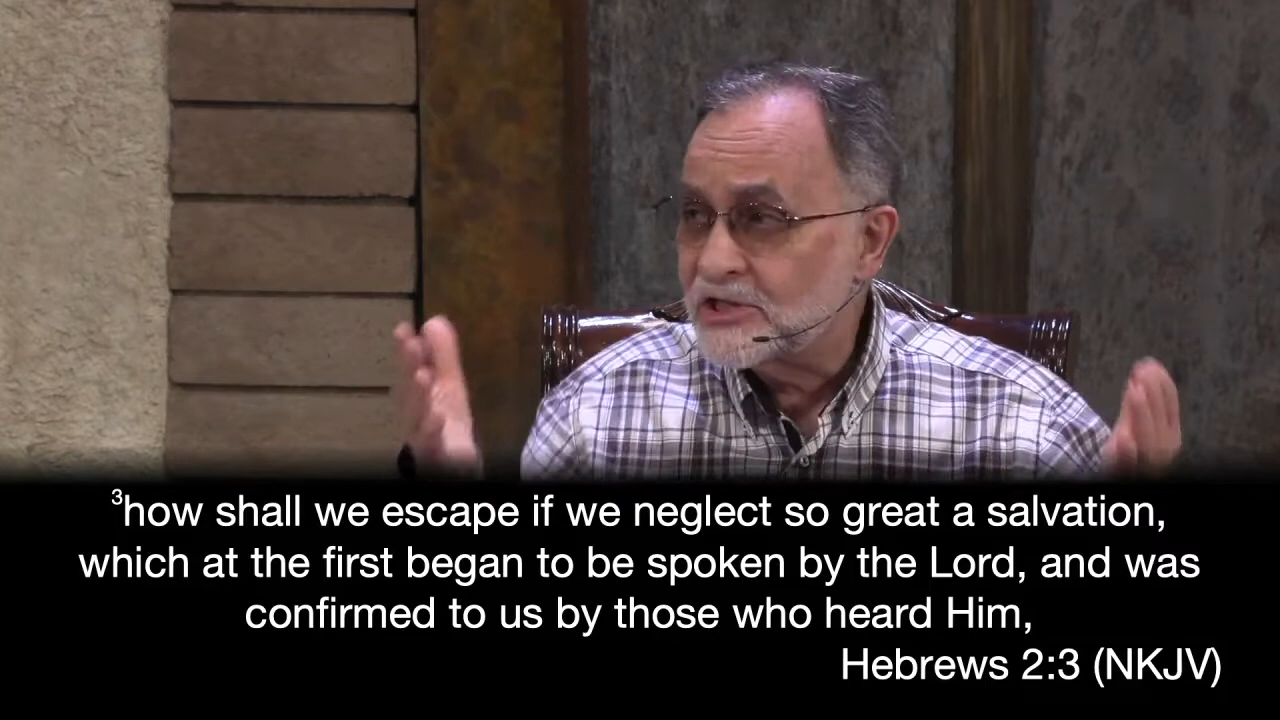 ³how shall we escape if we neglect so great a salvation,
which at the first began to be spoken by the Lord, and was
confirmed to us by those who heard Him,
Hebrews 2:3 (NKJV)